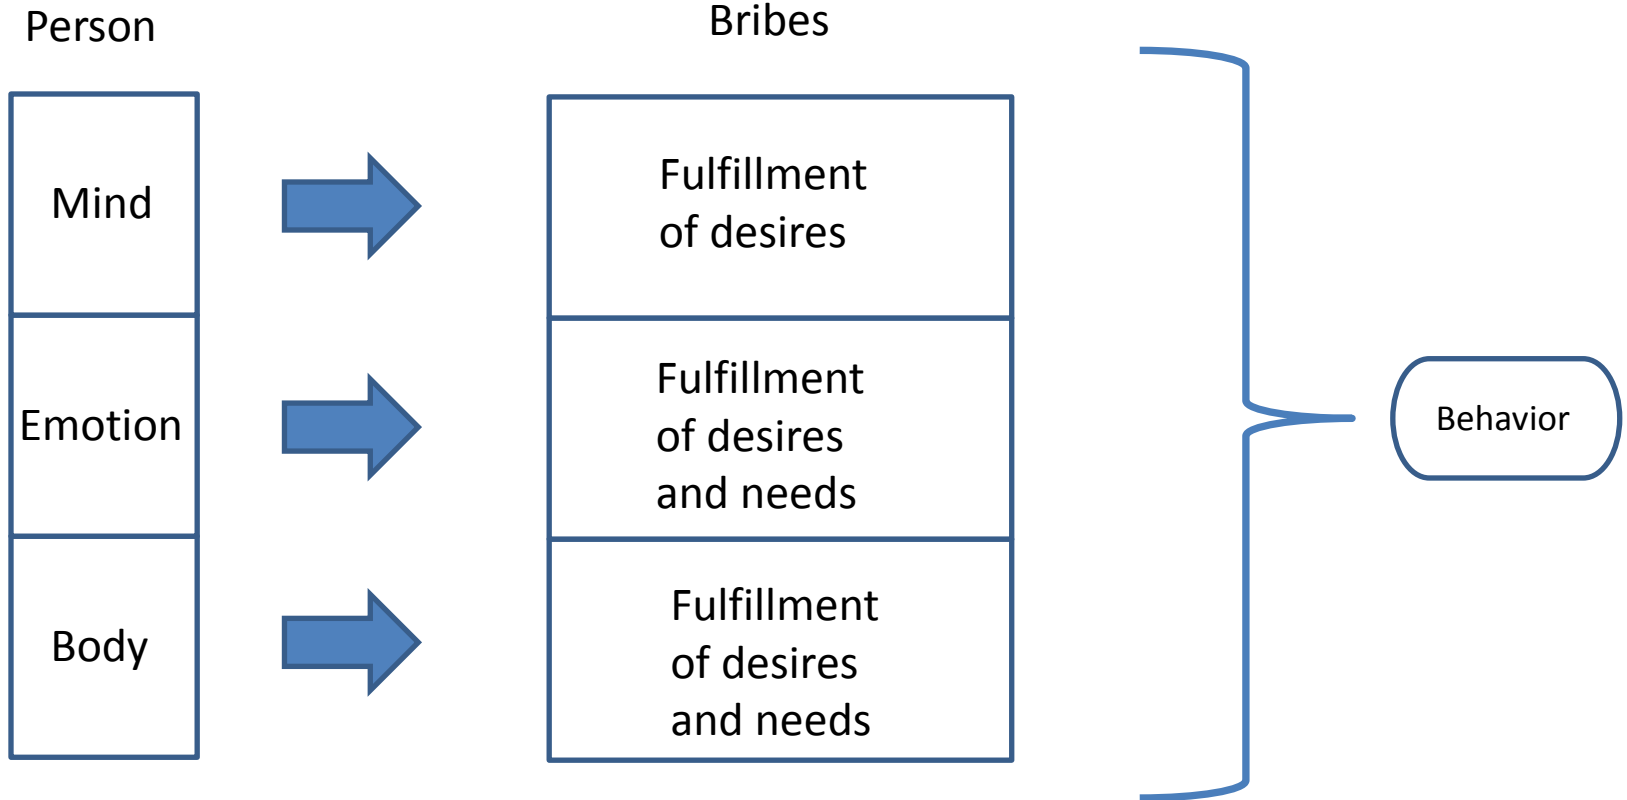 Person
Bribes
Mind
Fulfillment
of desires
Emotion
Fulfillment
of desires
and needs
Behavior
Body
Fulfillment
of desires
and needs